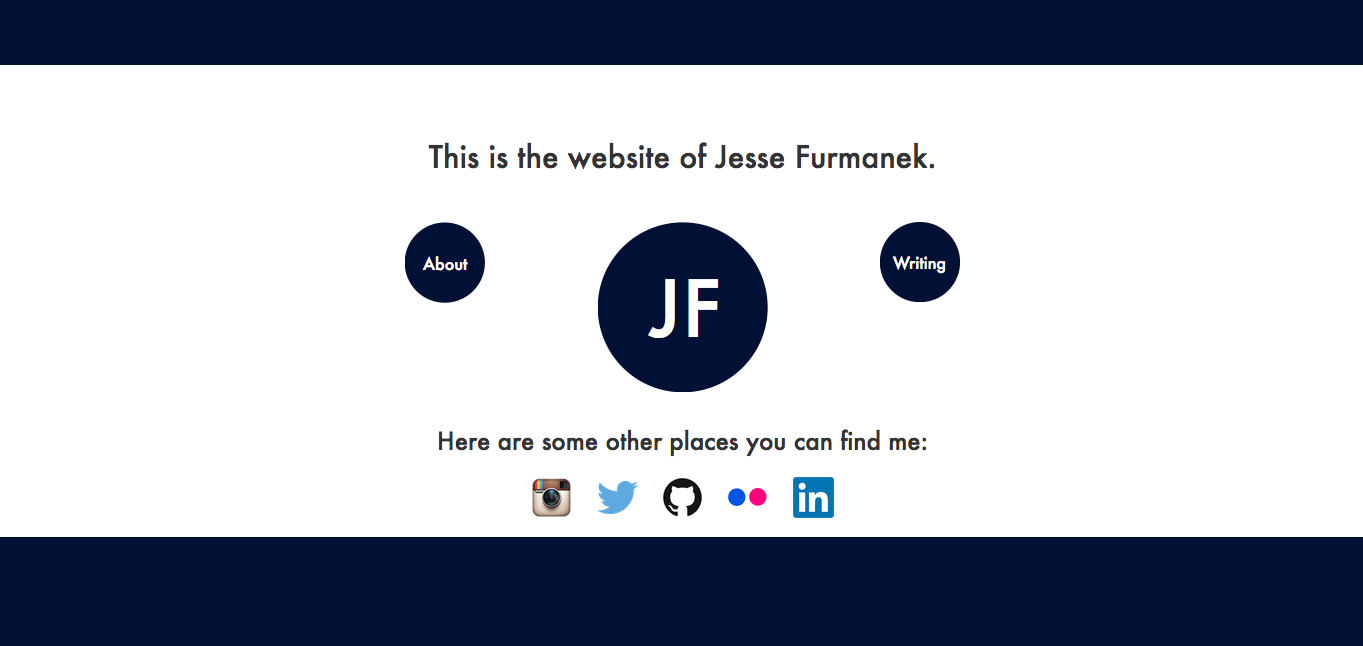 This is the website of Jesse Furmanek.
About
JF
Writing
Here are some other places you can find me:
in